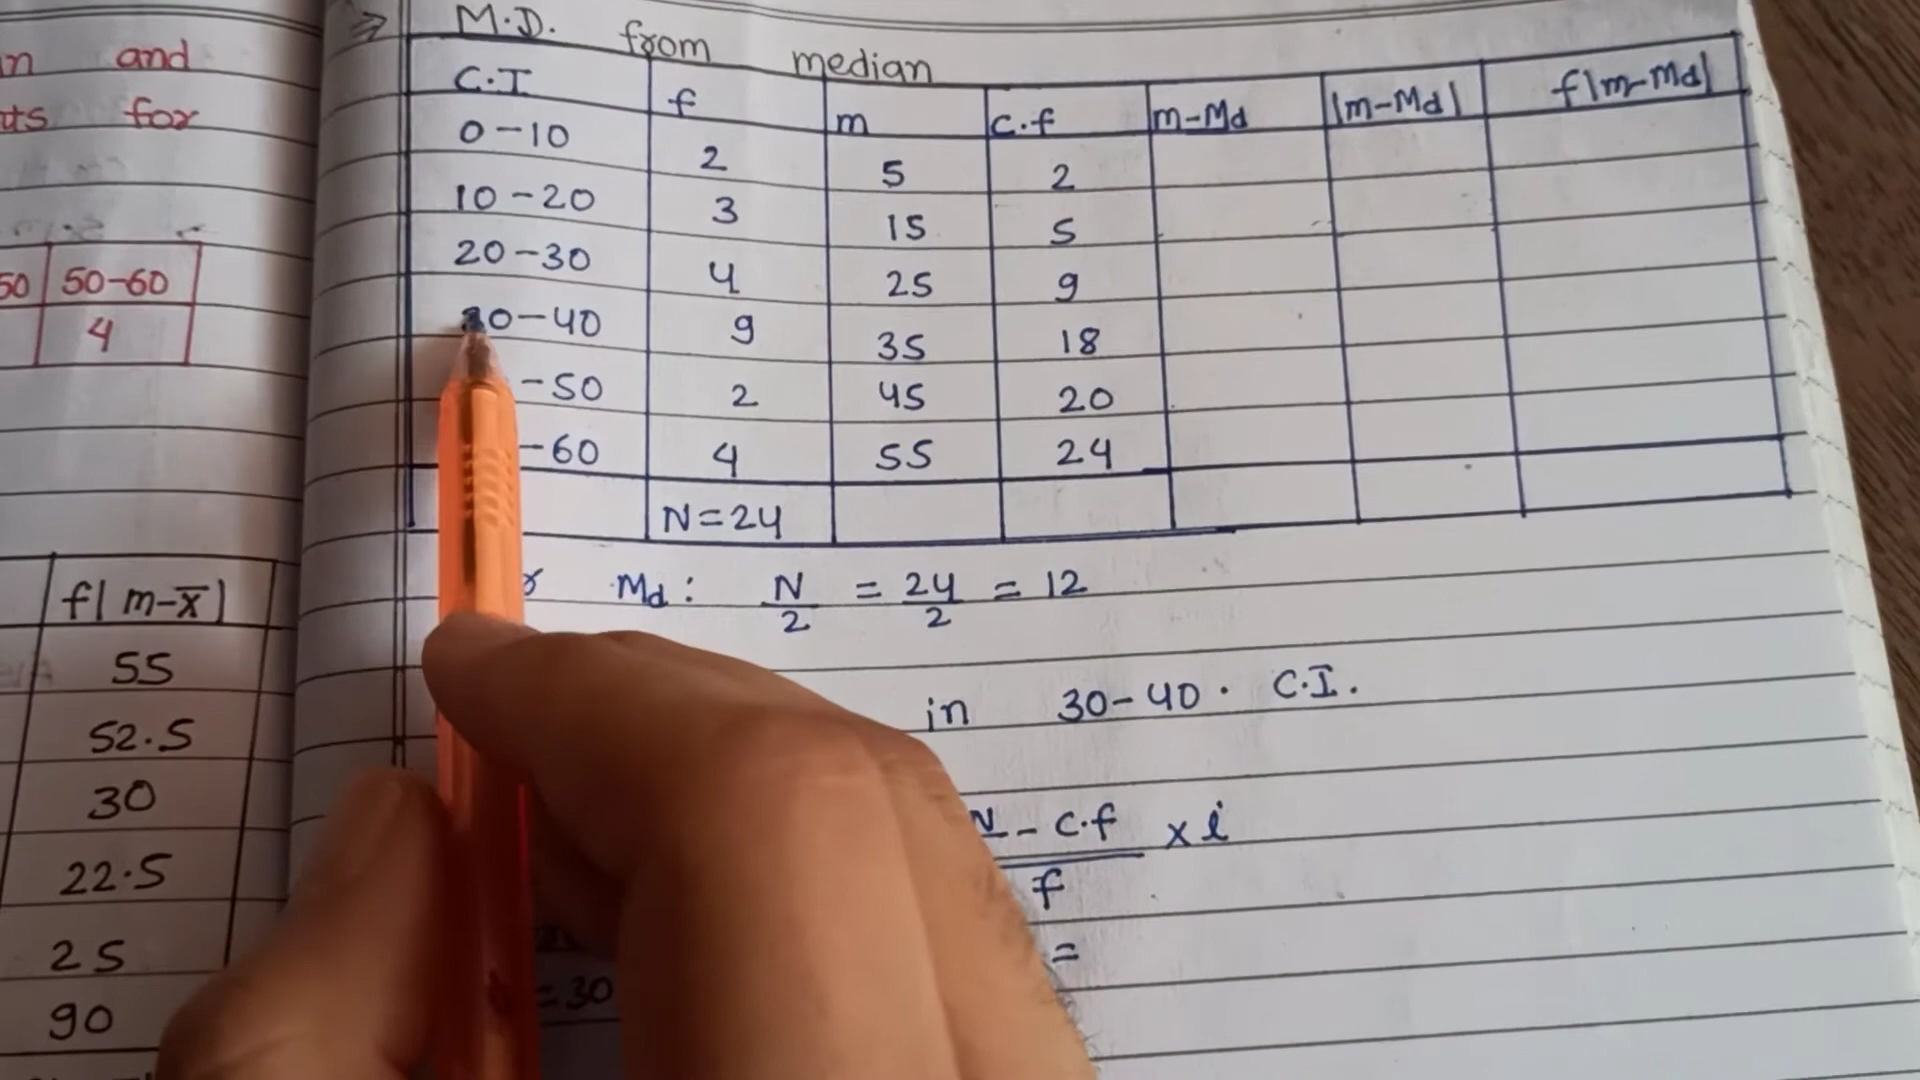 n and
ts for
50 50-60
4
f|m-x̄|
55
52.5
30
22.5
25
90
⇒ M.D. from median
C.I f m c.f m-Md |m-Md| f|m-Md|
0-10 2 5 2
10-20 3 15 5
20-30 4 25 9
30-40 9 35 18
-50 2 45 20
-60 4 55 24
N=24
r Md: N/2 = 24/2 = 12
in 30-40. C.I.
N - c.f / f x i
=
=30